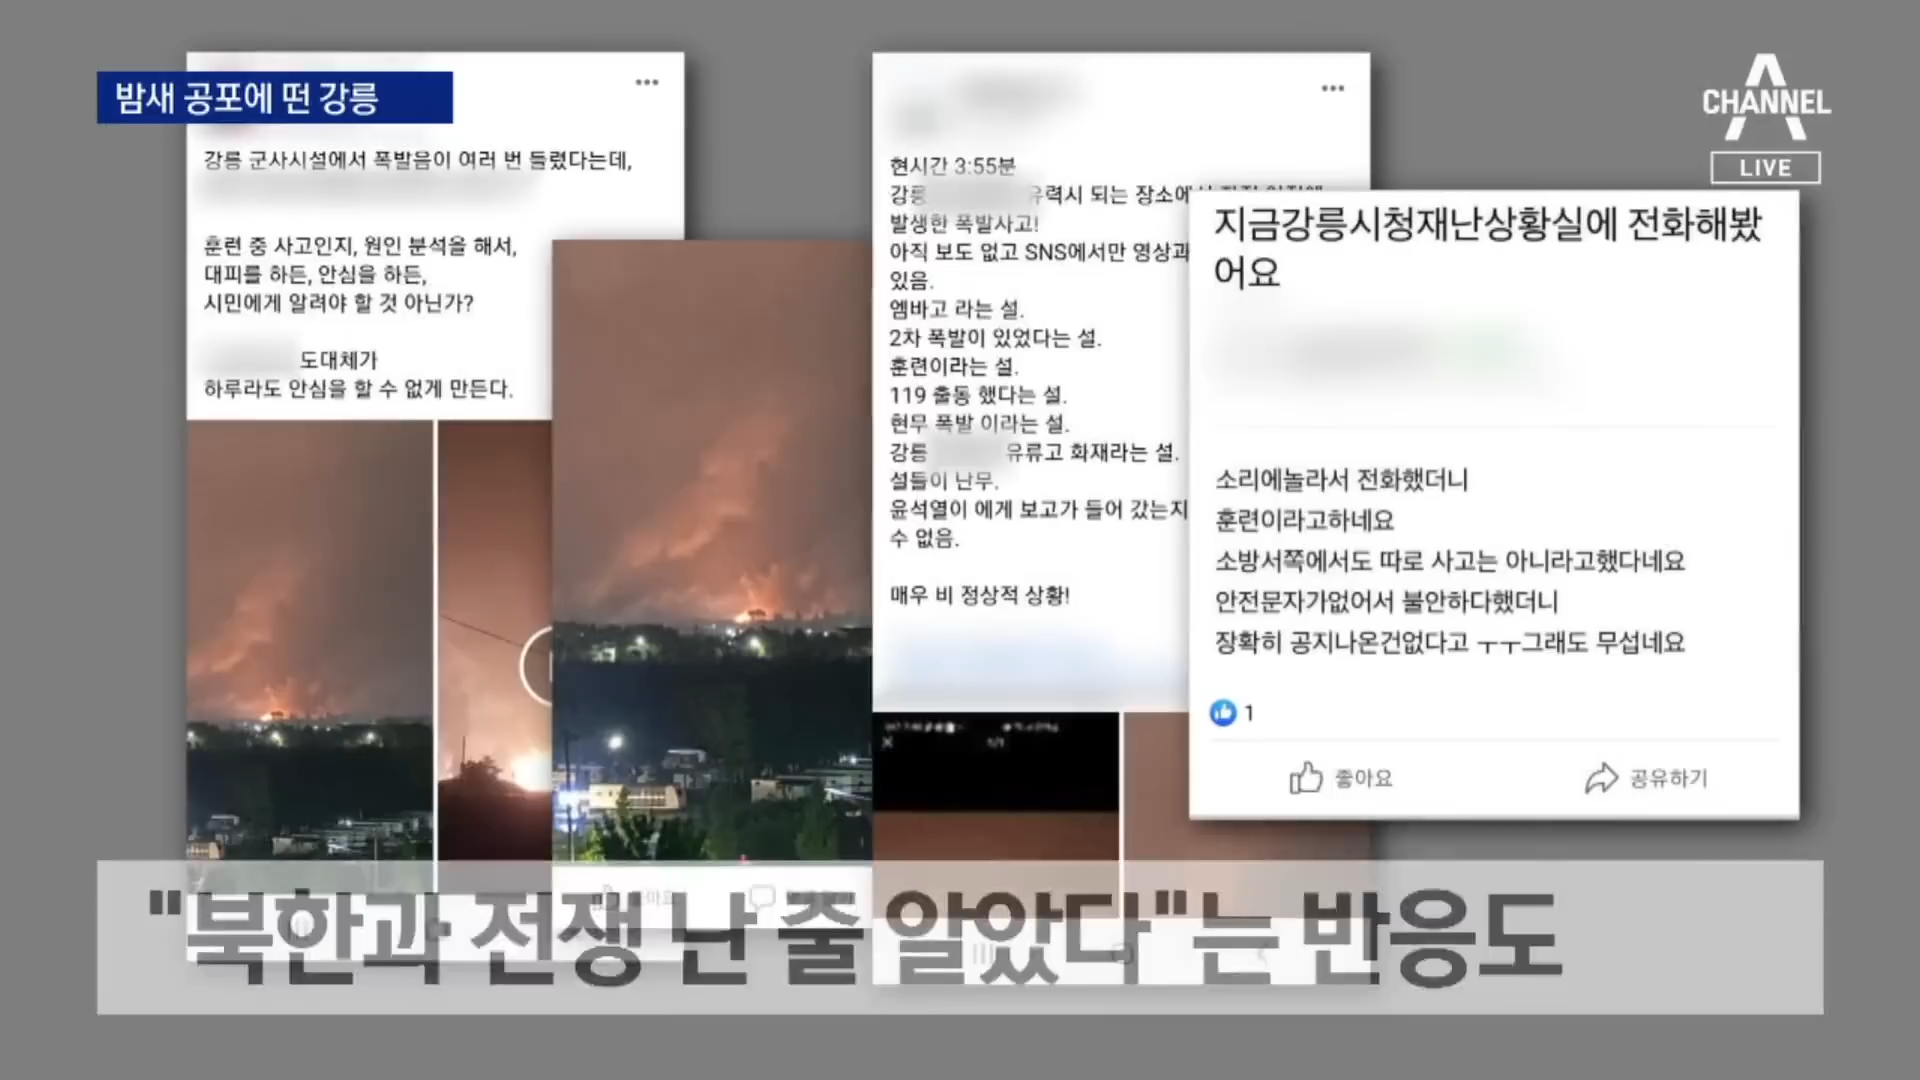 밤새 공포에 떤 강릉
CHANNEL A
LIVE
강릉 군사시설에서 폭발음이 여러 번 들렸다는데,
훈련 중 사고인지, 원인 분석을 해서,
대피를 하든, 안심을 하든,
시민에게 알려야 할 것 아닌가?
도대체가
하루라도 안심을 할 수 없게 만든다.
현시간 3:55분
강릉 유력시 되는 장소에서
발생한 폭발사고!
아직 보도 없고 SNS에서만 영상과
있음.
엠바고 라는 설.
2차 폭발이 있었다는 설.
훈련이라는 설.
119 출동 했다는 설.
현무 폭발 이라는 설.
강릉 유류고 화재라는 설.
설들이 난무.
윤석열이 에게 보고가 들어 갔는지
수 없음.
매우 비 정상적 상황!
지금강릉시청재난상황실에 전화해봤
어요
소리에놀라서 전화했더니
훈련이라고하네요
소방서쪽에서도 따로 사고는 아니라고했다네요
안전문자가없어서 불안하다했더니
장확히 공지나온건없다고 ㅜㅜ그래도 무섭네요
1
좋아요
공유하기
"북한과 전쟁 난 줄 알았다"는 반응도